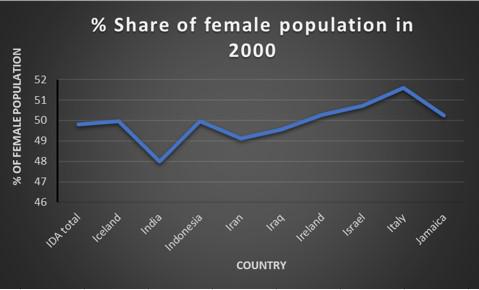 % Share of female population in
2000
% OF FEMALE POPULATION
52
51
50
49
48
47
46
IDA total
Iceland
India
Indonesia
Iran
Iraq
Ireland
Israel
Italy
Jamaica
COUNTRY